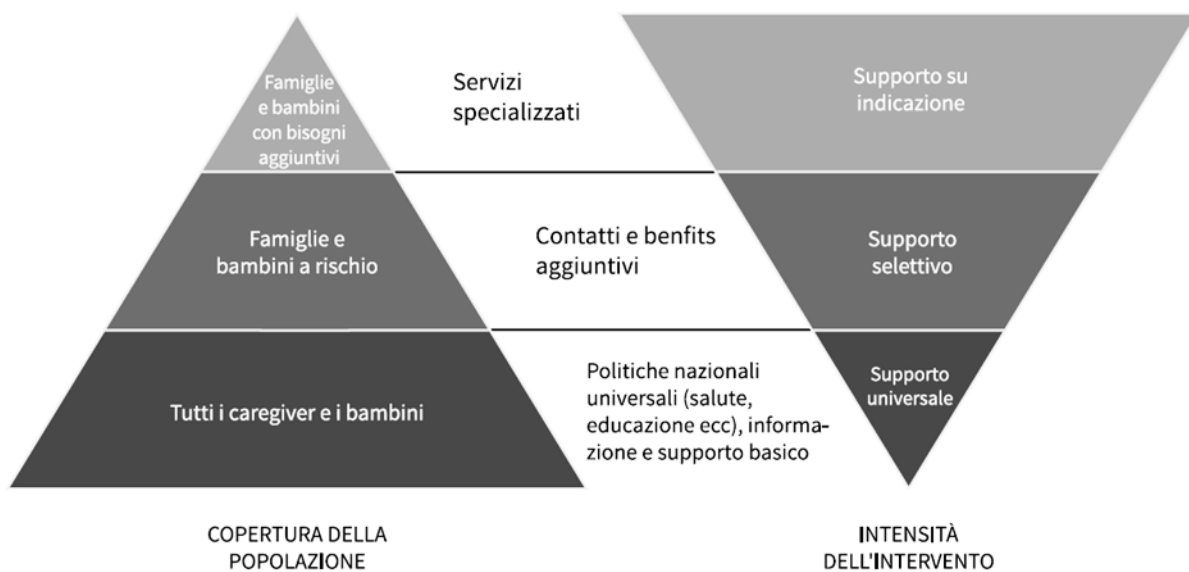 Famiglie
e bambini
con bisogni
aggiuntivi
Servizi
specializzati
Supporto su
indicazione
Famiglie e
bambini a rischio
Contatti e benfits
aggiuntivi
Supporto
selettivo
Tutti i caregiver e i bambini
Politiche nazionali
universali (salute,
educazione ecc), informa-
zione e supporto basico
Supporto
universale
COPERTURA DELLA
POPOLAZIONE
INTENSITÀ
DELL'INTERVENTO